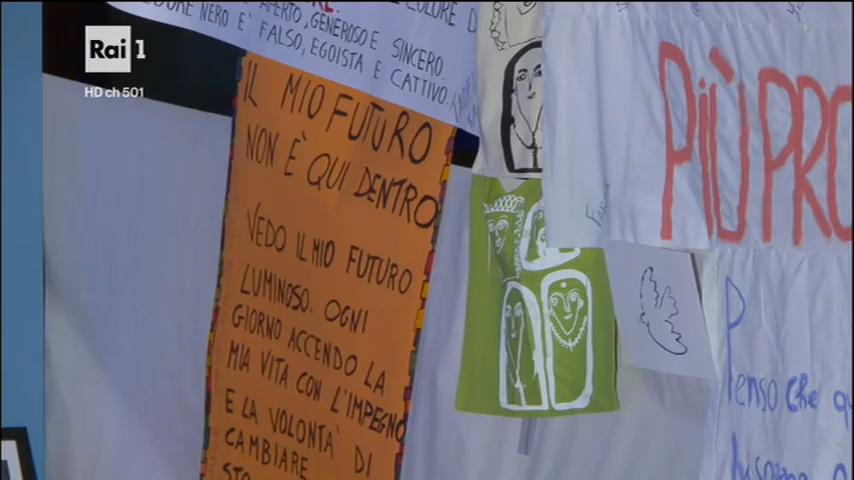 Rai 1
HD ch 501
APERTO, GENEROSO E SINCERO.
NERO E' FALSO, EGOISTA E CATTIVO.
IL MIO FUTURO
NON È QUI DENTRO
VEDO IL MIO FUTURO
LUMINOSO. OGNI
GIORNO ACCENDO LA
MIA VITA CON L'IMPEGNO
E LA VOLONTÀ DI
CAMBIARE
PIÙ PRO
Penso che